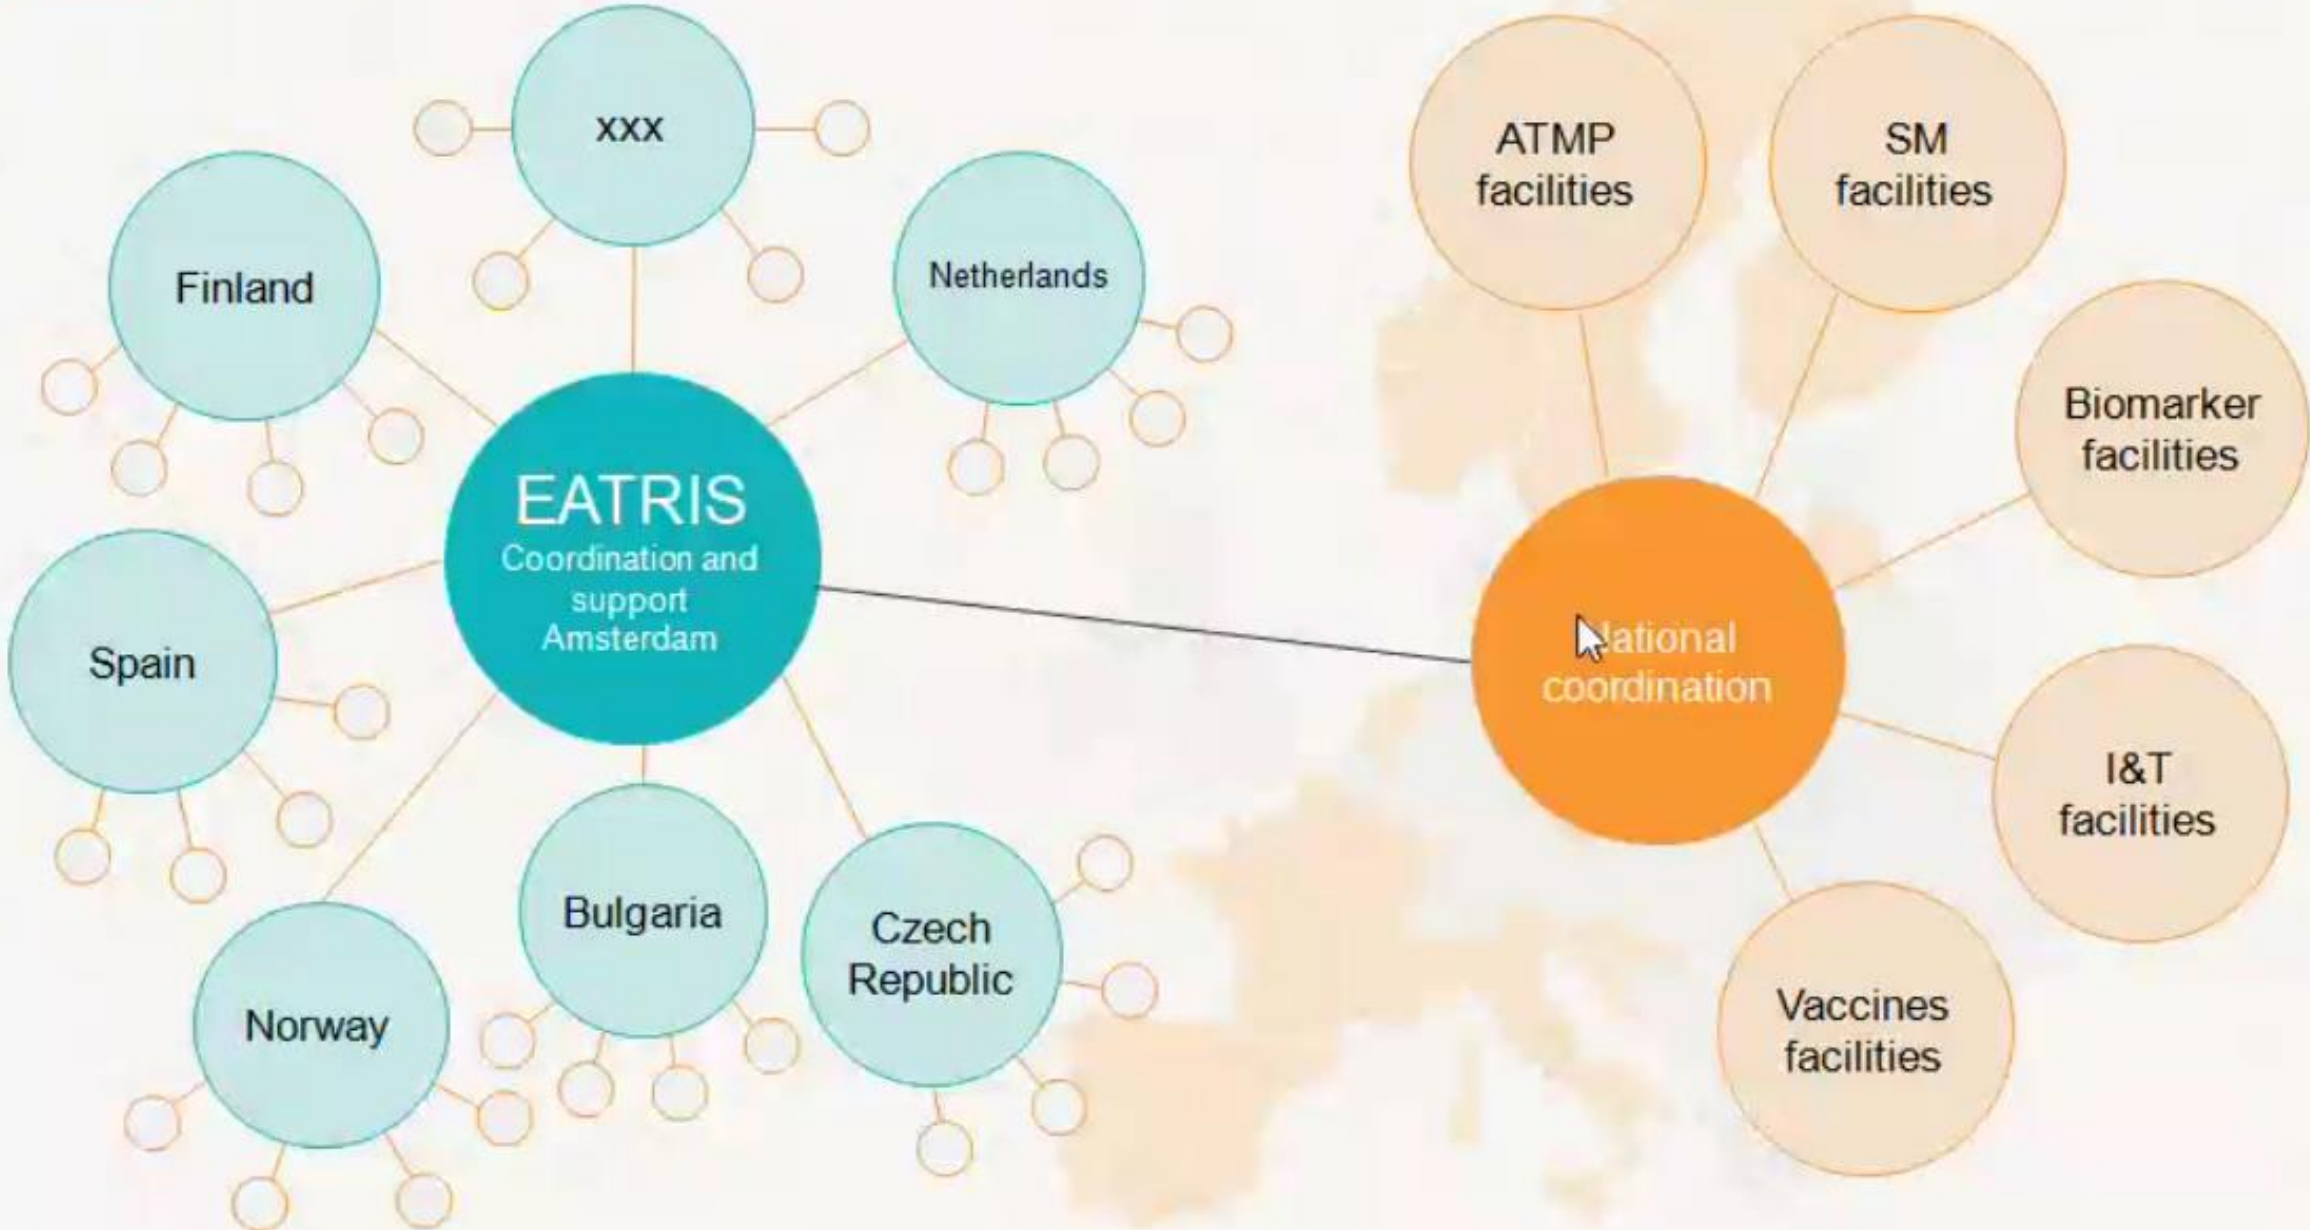 xxx
Finland
Netherlands
EATRIS
Coordination and
support
Amsterdam
Spain
Norway
Bulgaria
Czech
Republic
ATMP
facilities
SM
facilities
Biomarker
facilities
National
coordination
I&T
facilities
Vaccines
facilities